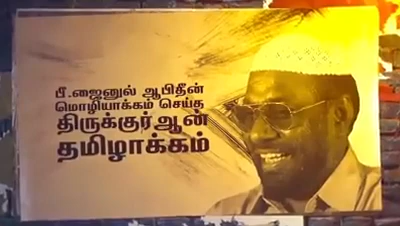 பீ.ஜைனுல் ஆபிதீன்
மொழியாக்கம் செய்த
திருக்குர்ஆன்
தமிழாக்கம்